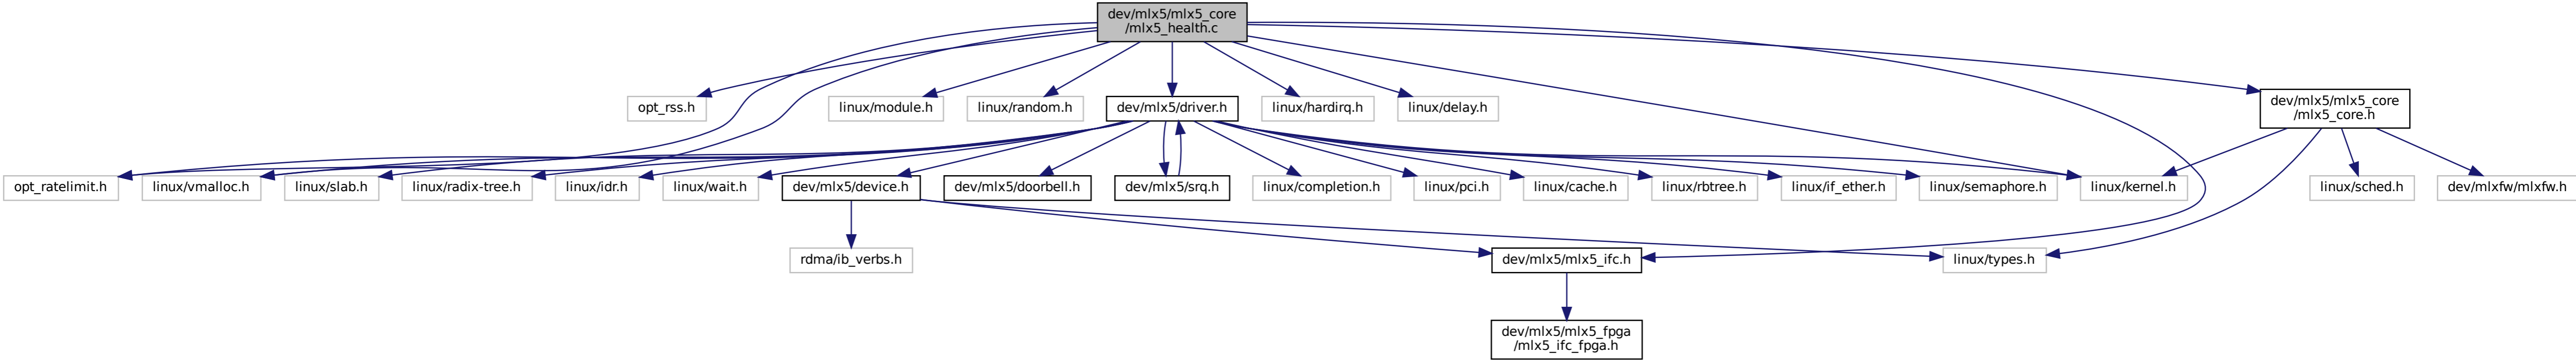 dev/mlx5/mlx5_core
/mlx5_health.c
opt_rss.h
linux/module.h
linux/random.h
dev/mlx5/driver.h
linux/hardirq.h
linux/delay.h
dev/mlx5/mlx5_core
/mlx5_core.h
opt_ratelimit.h
linux/vmalloc.h
linux/slab.h
linux/radix-tree.h
linux/idr.h
linux/wait.h
dev/mlx5/device.h
dev/mlx5/doorbell.h
dev/mlx5/srq.h
linux/completion.h
linux/pci.h
linux/cache.h
linux/rbtree.h
linux/if_ether.h
linux/semaphore.h
linux/kernel.h
linux/sched.h
dev/mlxfw/mlxfw.h
rdma/ib_verbs.h
dev/mlx5/mlx5_ifc.h
linux/types.h
dev/mlx5/mlx5_fpga
/mlx5_ifc_fpga.h